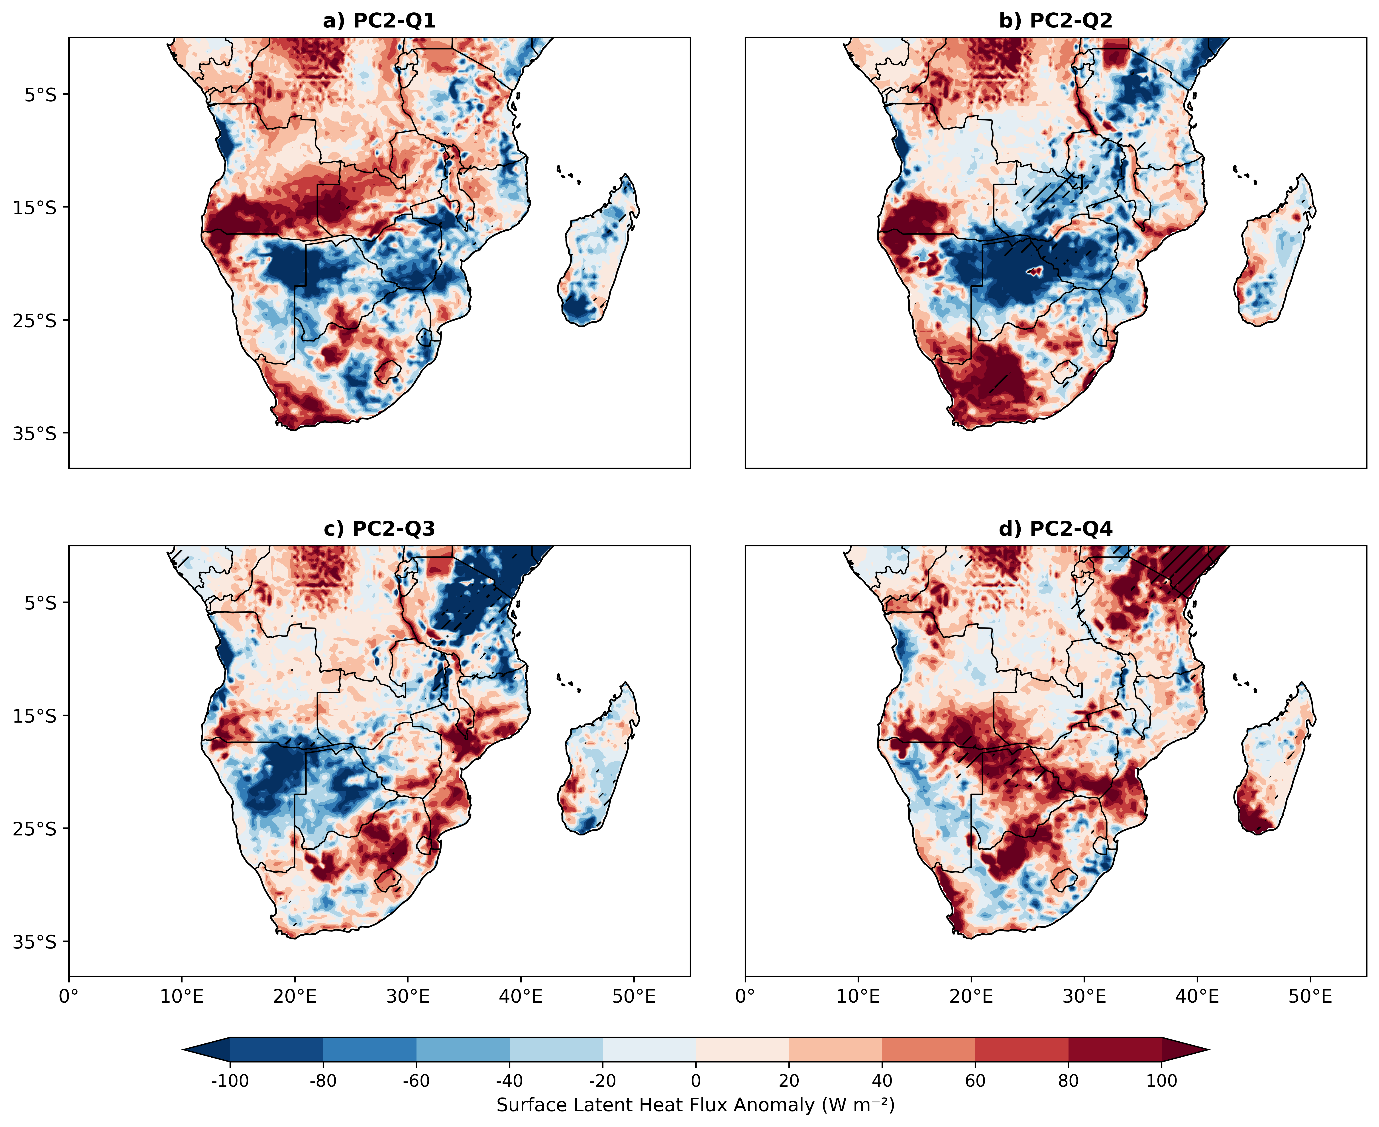 a) PC2-Q1
b) PC2-Q2
5°S
15°S
25°S
35°S
c) PC2-Q3
d) PC2-Q4
5°S
15°S
25°S
35°S
0° 10°E 20°E 30°E 40°E 50°E
0° 10°E 20°E 30°E 40°E 50°E
-100 -80 -60 -40 -20 0 20 40 60 80 100
Surface Latent Heat Flux Anomaly (W m⁻²)